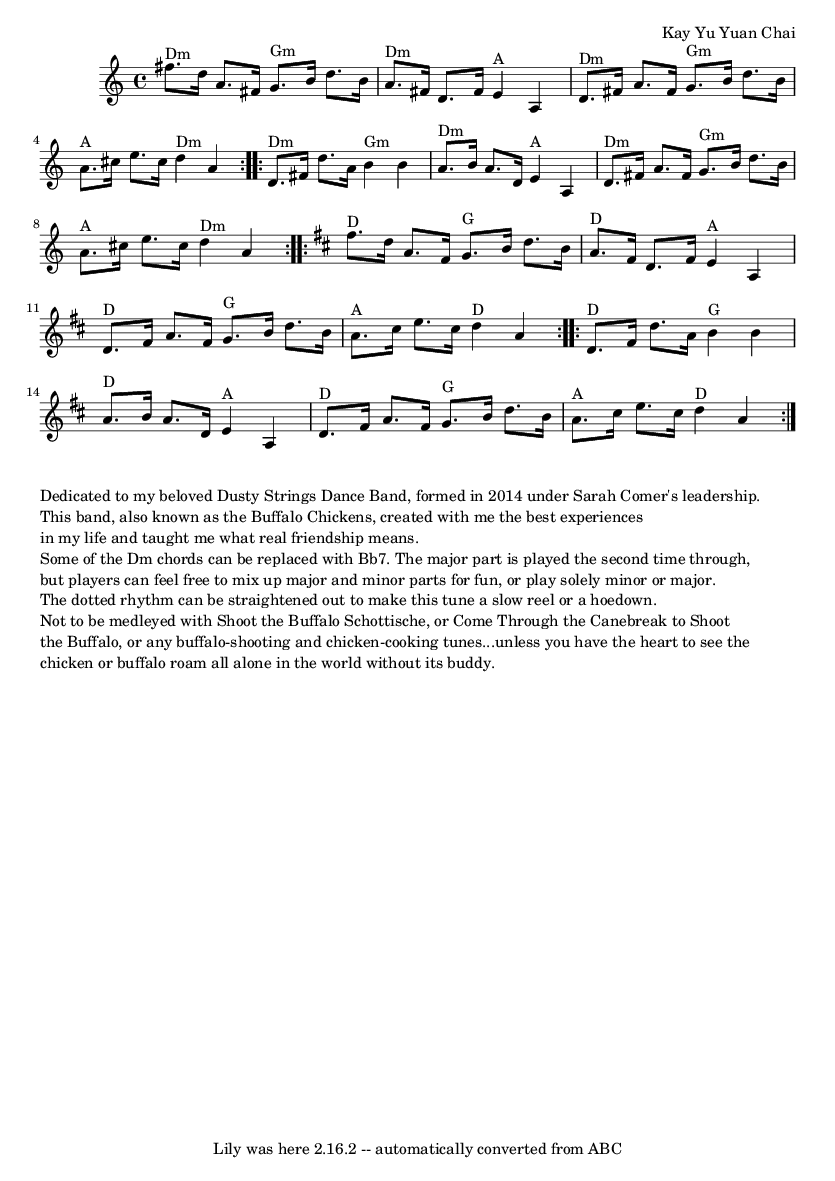 Kay Yu Yuan Chai
Dm Gm Dm A Dm Gm
4 A Dm Dm Gm Dm A Dm Gm
8 A Dm D G D A
11 D G A D D G
14 D A D G A D
Dedicated to my beloved Dusty Strings Dance Band, formed in 2014 under Sarah Comer's leadership.
This band, also known as the Buffalo Chickens, created with me the best experiences
in my life and taught me what real friendship means.
Some of the Dm chords can be replaced with Bb7. The major part is played the second time through,
but players can feel free to mix up major and minor parts for fun, or play solely minor or major.
The dotted rhythm can be straightened out to make this tune a slow reel or a hoedown.
Not to be medleyed with Shoot the Buffalo Schottische, or Come Through the Canebreak to Shoot
the Buffalo, or any buffalo-shooting and chicken-cooking tunes...unless you have the heart to see the
chicken or buffalo roam all alone in the world without its buddy.
Lily was here 2.16.2 -- automatically converted from ABC